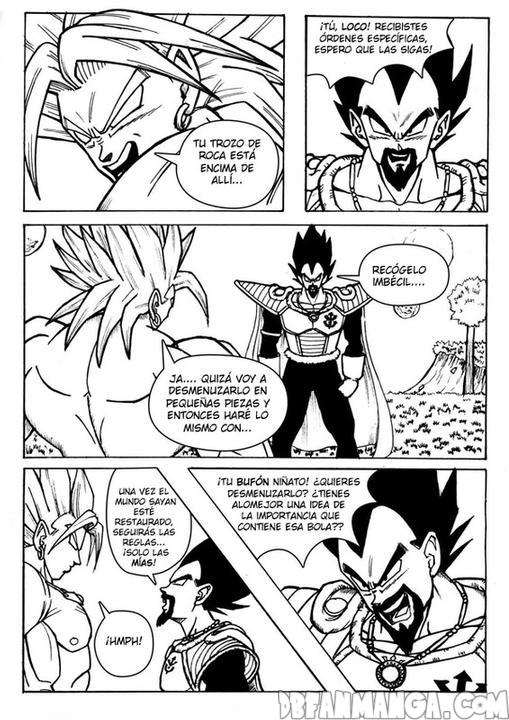 TU TROZO DE
ROCA ESTÁ
ENCIMA DE
ALLÍ...
¡TÚ, LOCO! RECIBISTES
ÓRDENES ESPECÍFICAS,
ESPERO QUE LAS SIGAS!
RECÓGELO
IMBÉCIL....
JA.... QUIZÁ VOY A
DESMENUZARLO EN
PEQUEÑAS PIEZAS Y
ENTONCES HARÉ LO
MISMO CON...
UNA VEZ EL
MUNDO SAYAN
ESTÉ
RESTAURADO,
SEGUIRÁS LAS
REGLAS...
¡SOLO LAS
MÍAS!
¡HMPH!
¡TU BUFÓN NIÑATO! ¿QUIERES
DESMENUZARLO? ¿TIENES
ALOMEJOR UNA IDEA DE
LA IMPORTANCIA QUE
CONTIENE ESA BOLA??
DBFANMANGA.COM